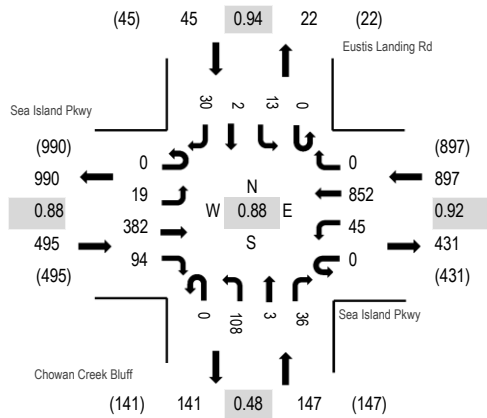 (45) 45 0.94 22 (22)
Eustis Landing Rd
30 2 13 0
Sea Island Pkwy
(990)
990
0.88
495
(495)
0
19
382
94
N
W 0.88 E
S
0
852
45
0
(897)
897
0.92
431
(431)
0 108 3 36
Sea Island Pkwy
Chowan Creek Bluff
(141) 141 0.48 147 (147)